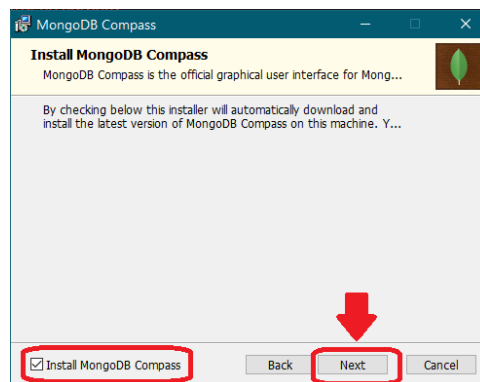 MongoDB Compass
Install MongoDB Compass
MongoDB Compass is the official graphical user interface for Mong...
By checking below this installer will automatically download and
install the latest version of MongoDB Compass on this machine. Y...
Install MongoDB Compass
Back
Next
Cancel